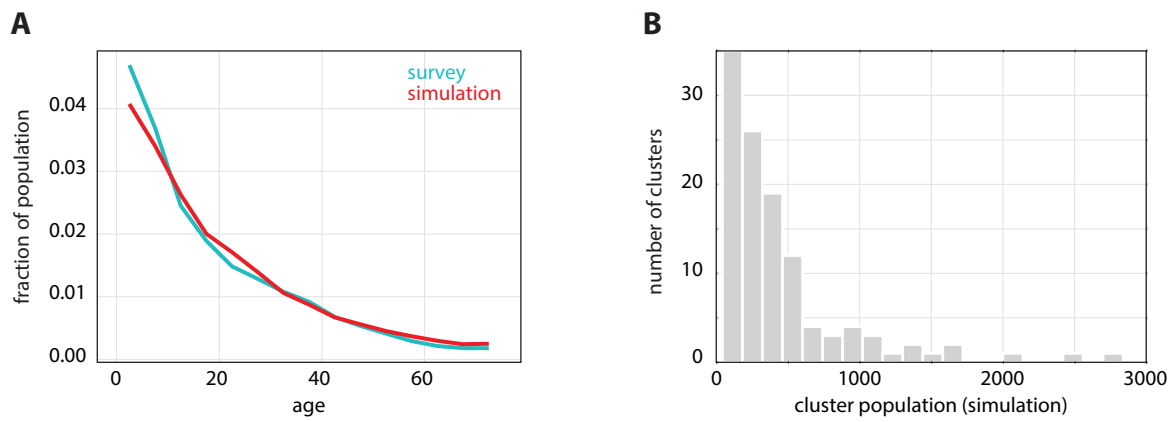 A
survey
simulation
0.04
0.03
0.02
0.01
0.00
fraction of population
0
20
40
60
age
B
30
20
10
0
number of clusters
0
1000
2000
3000
cluster population (simulation)